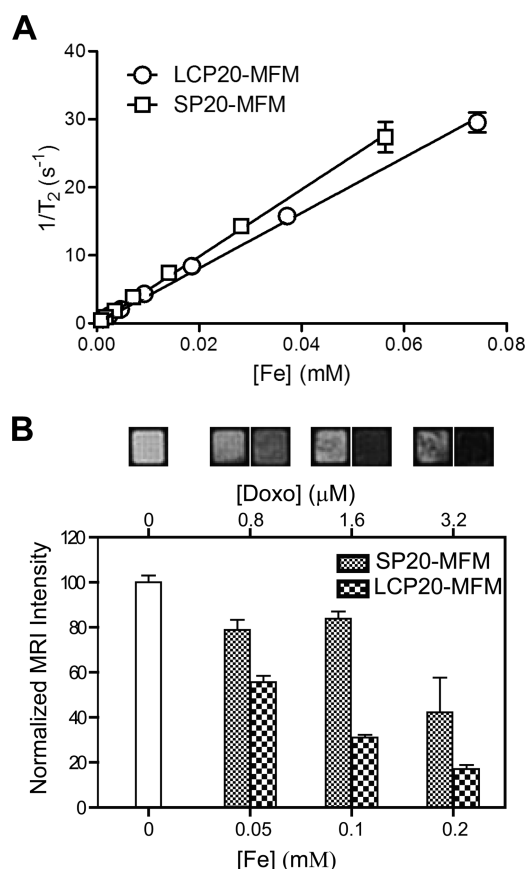 A
40
30
20
10
0
1/T2 (s-1)
LCP20-MFM
SP20-MFM
0.00 0.02 0.04 0.06 0.08
[Fe] (mM)
B
[Doxo] (μM)
0 0.8 1.6 3.2
120
100
80
60
40
20
0
Normalized MRI Intensity
SP20-MFM
LCP20-MFM
0 0.05 0.1 0.2
[Fe] (mM)